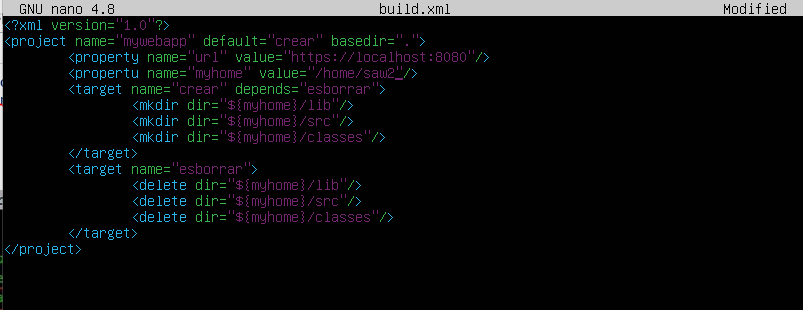 GNU nano 4.8 build.xml Modified
<?xml version="1.0"?>
<project name="mywebapp" default="crear" basedir=".">
<property name="url" value="https://localhost:8080"/>
<propertu name="myhome" value="/home/saw2_/>
<target name="crear" depends="esborrar">
<mkdir dir="${myhome}/lib"/>
<mkdir dir="${myhome}/src"/>
<mkdir dir="${myhome}/classes"/>
</target>
<target name="esborrar">
<delete dir="${myhome}/lib"/>
<delete dir="${myhome}/src"/>
<delete dir="${myhome}/classes"/>
</target>
</project>